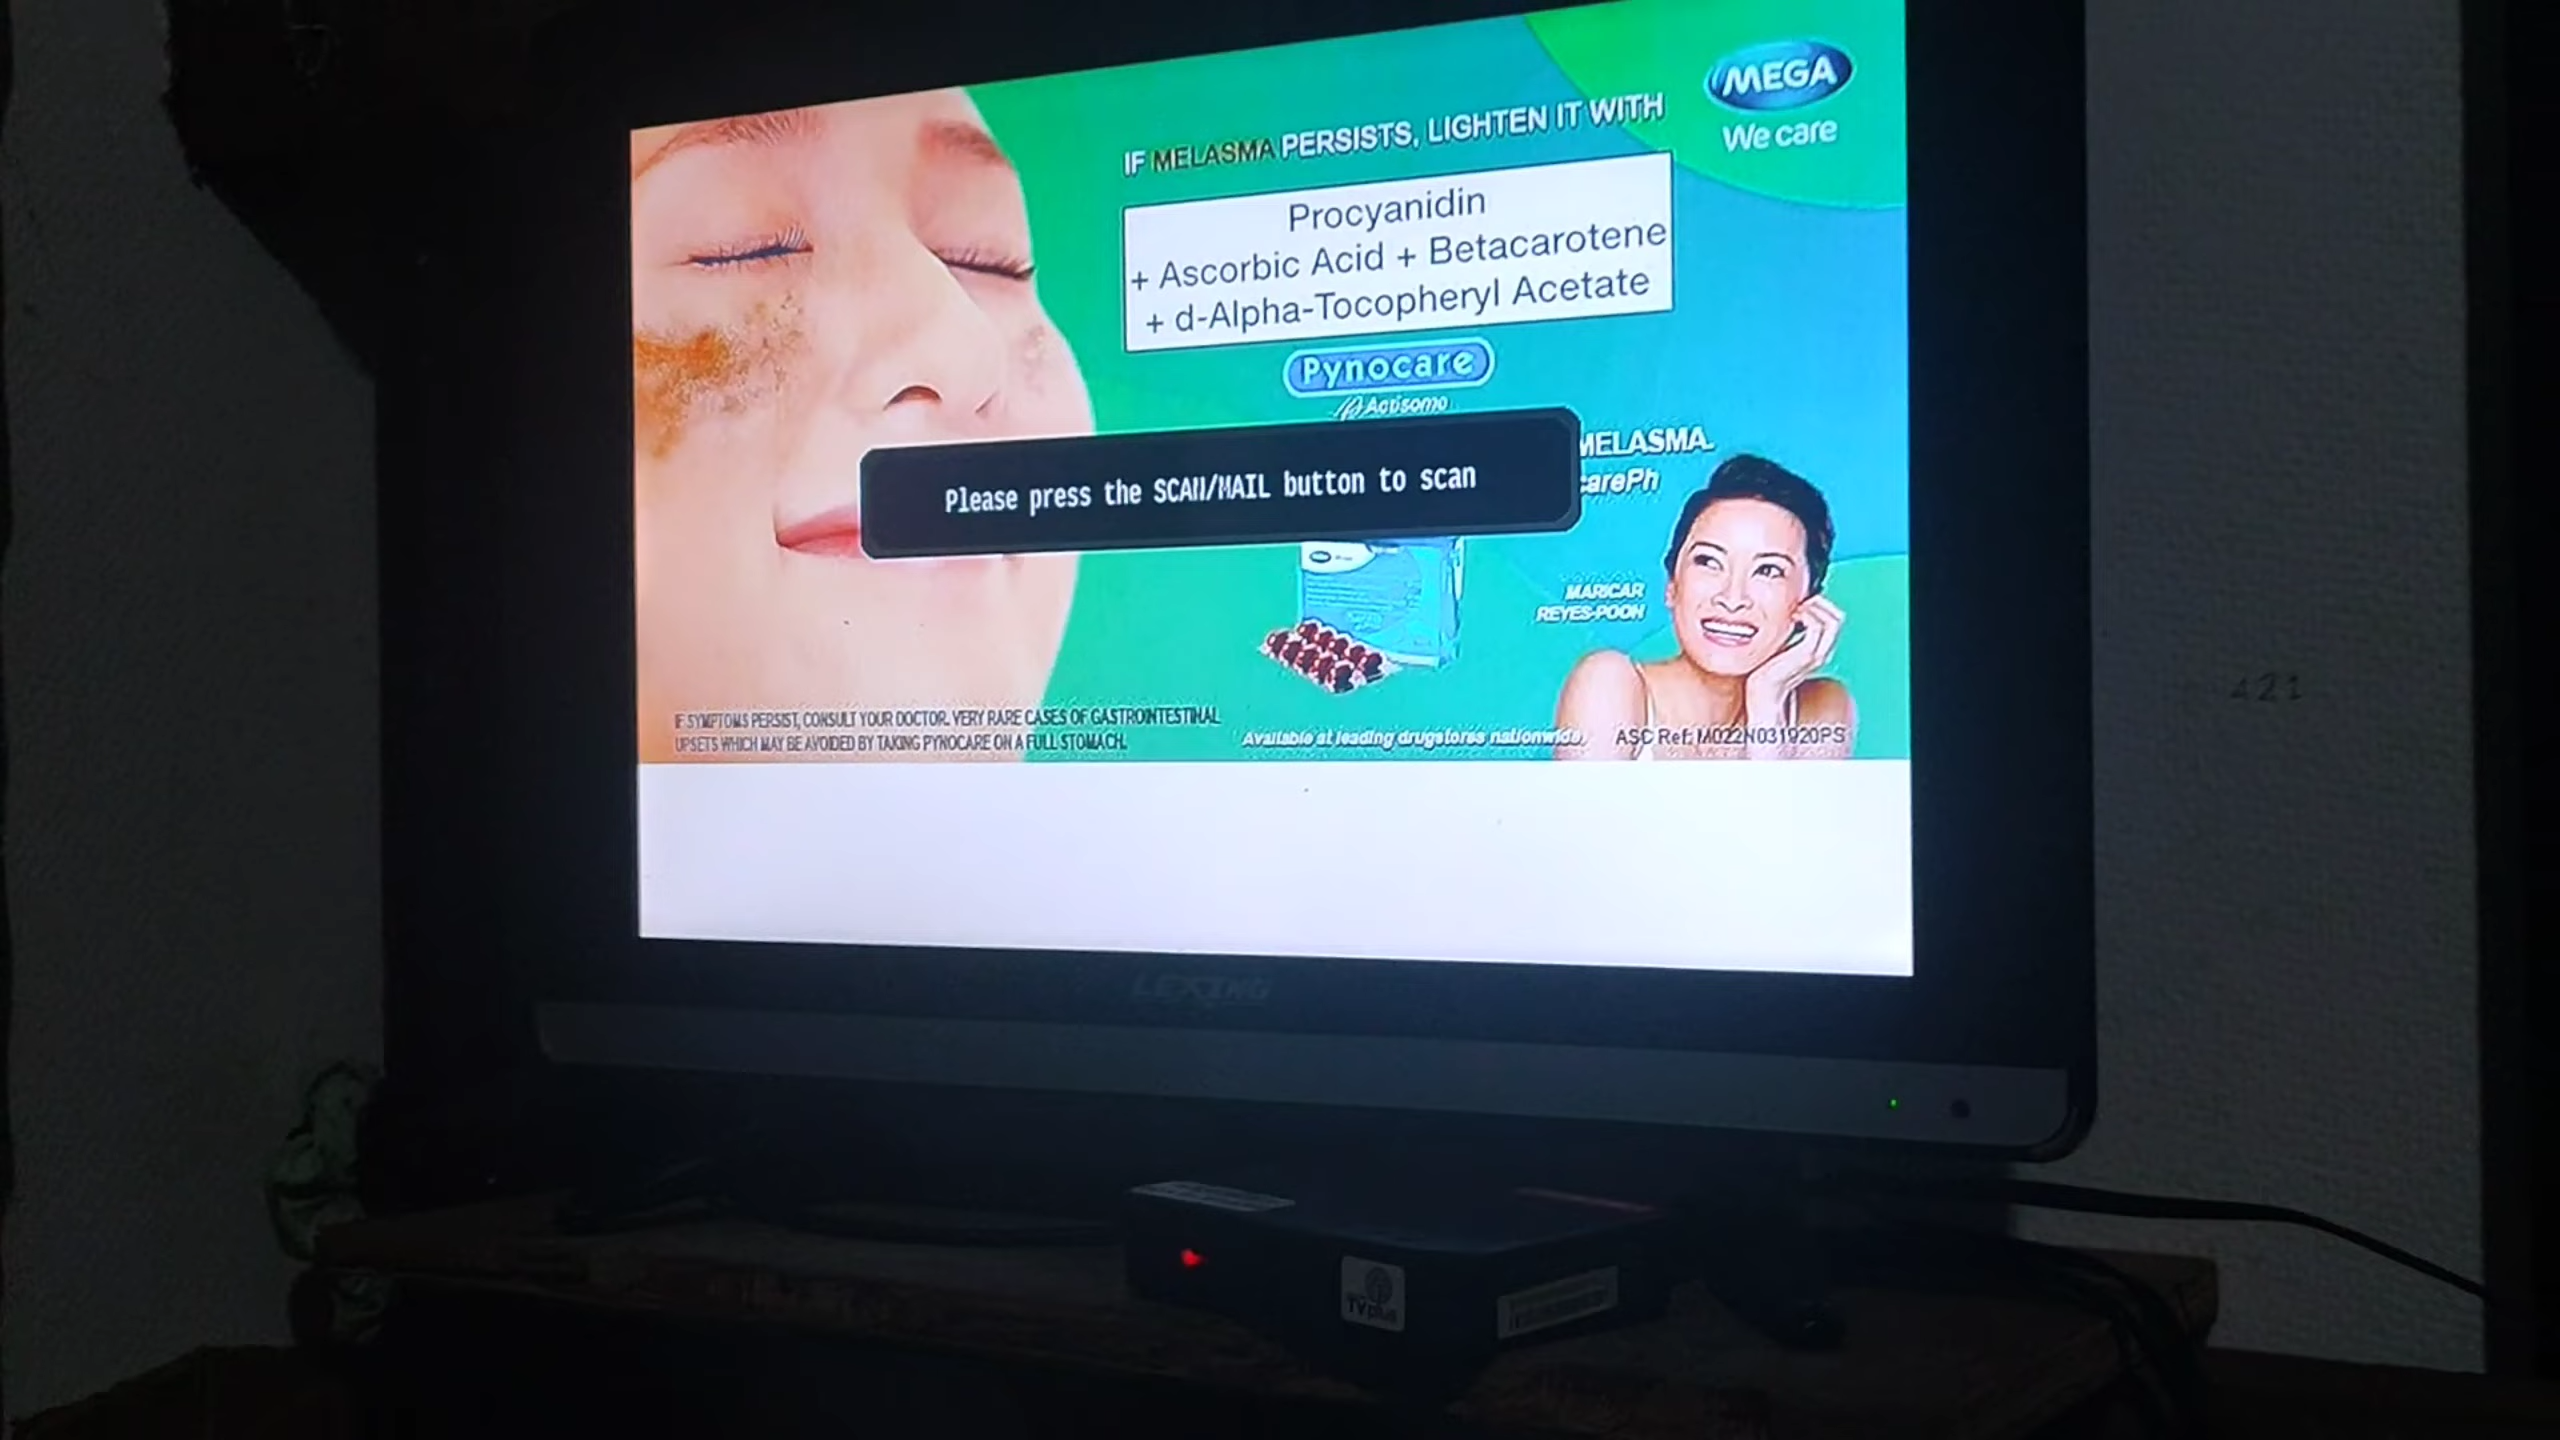 MEGA
We care
IF MELASMA PERSISTS, LIGHTEN IT WITH
Procyanidin
+ Ascorbic Acid + Betacarotene
+ d-Alpha-Tocopheryl Acetate
Pynocare
Actisome
MELASMA.
carePh
Please press the SCAN/MAIL button to scan
MARICAR
REYES-POON
IF SYMPTOMS PERSIST, CONSULT YOUR DOCTOR. VERY RARE CASES OF GASTROINTESTINAL
UPSETS WHICH MAY BE AVOIDED BY TAKING PYNOCARE ON A FULL STOMACH.
Available at leading drugstores nationwide.
ASC Ref: M022N031920PS
LEXING
TVplus
421